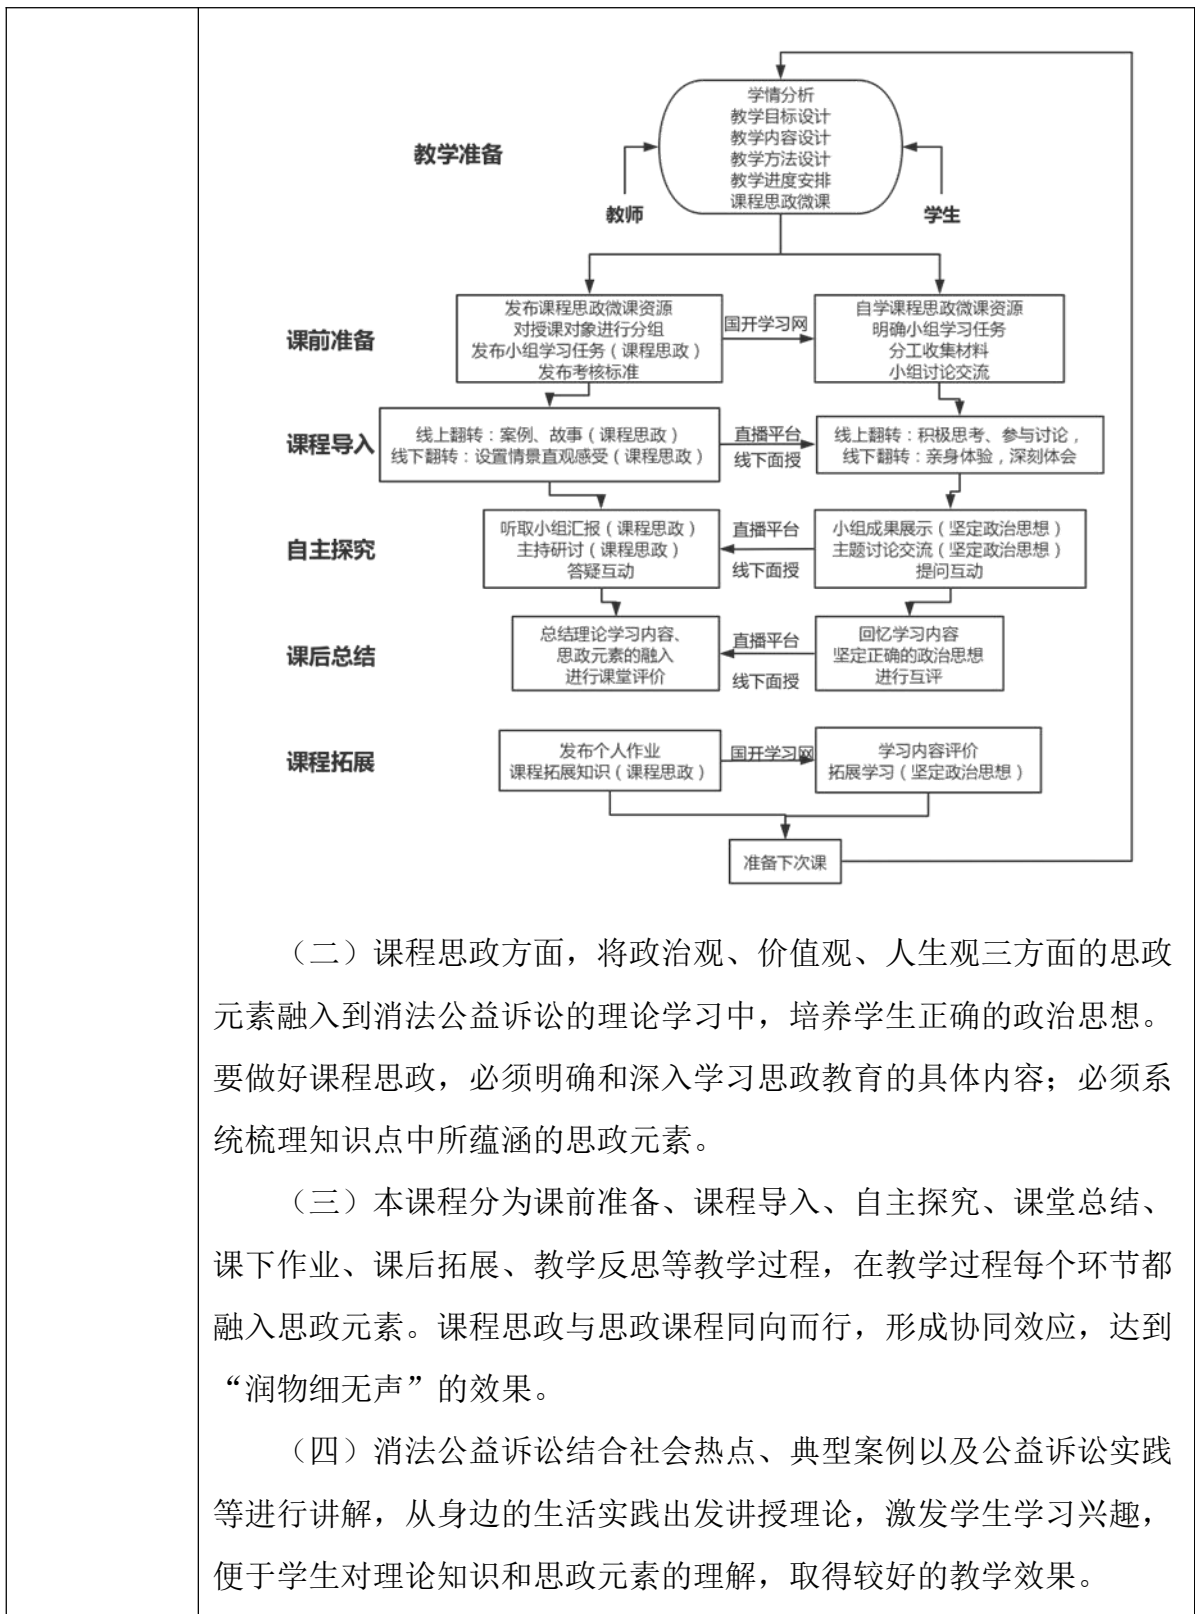 学情分析
教学目标设计
教学内容设计
教学方法设计
教学进度安排
课程思政微课
教学准备
教师
学生
课前准备
发布课程思政微课资源
对授课对象进行分组
发布小组学习任务（课程思政）
发布考核标准
国开学习网
自学课程思政微课资源
明确小组学习任务
分工收集材料
小组讨论交流
课程导入
线上翻转：案例、故事（课程思政）
线下翻转：设置情景直观感受（课程思政）
直播平台
线下面授
线上翻转：积极思考、参与讨论，
线下翻转：亲身体验，深刻体会
自主探究
听取小组汇报（课程思政）
主持研讨（课程思政）
答疑互动
直播平台
线下面授
小组成果展示（坚定政治思想）
主题讨论交流（坚定政治思想）
提问互动
课后总结
总结理论学习内容、
思政元素的融入
进行课堂评价
直播平台
线下面授
回忆学习内容
坚定正确的政治思想
进行互评
课程拓展
发布个人作业
课程拓展知识（课程思政）
国开学习网
学习内容评价
拓展学习（坚定政治思想）
准备下次课
（二）课程思政方面，将政治观、价值观、人生观三方面的思政
元素融入到消法公益诉讼的理论学习中，培养学生正确的政治思想。
要做好课程思政，必须明确和深入学习思政教育的具体内容；必须系
统梳理知识点中所蕴涵的思政元素。
（三）本课程分为课前准备、课程导入、自主探究、课堂总结、
课下作业、课后拓展、教学反思等教学过程，在教学过程每个环节都
融入思政元素。课程思政与思政课程同向而行，形成协同效应，达到
“润物细无声”的效果。
（四）消法公益诉讼结合社会热点、典型案例以及公益诉讼实践
等进行讲解，从身边的生活实践出发讲授理论，激发学生学习兴趣，
便于学生对理论知识和思政元素的理解，取得较好的教学效果。